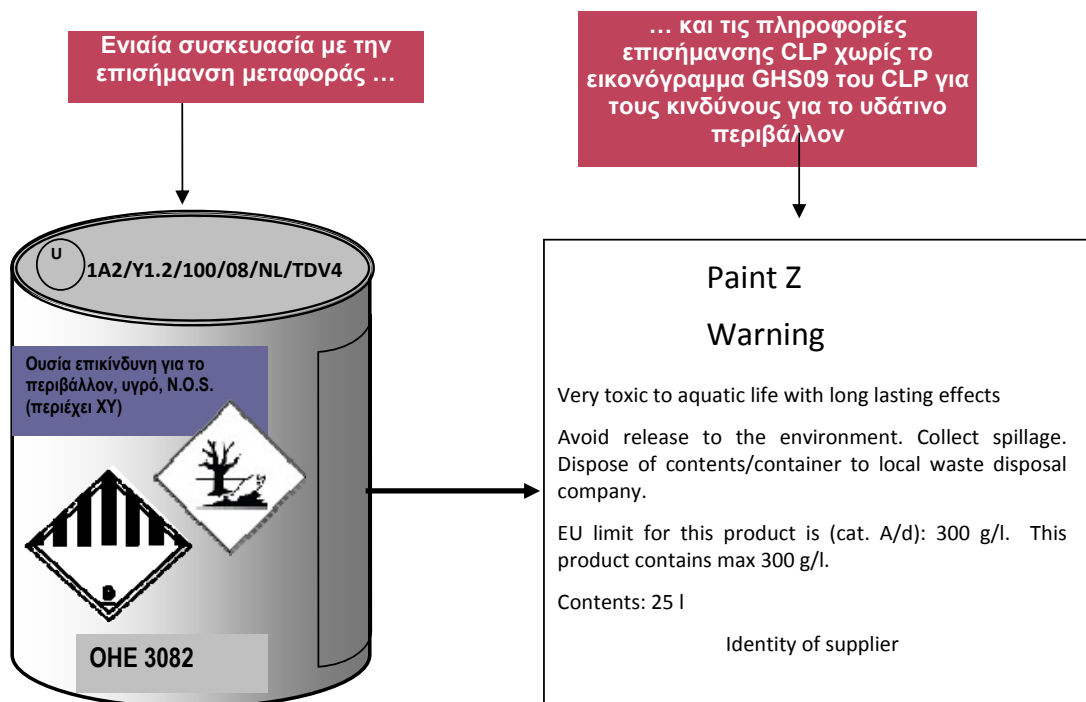 Ενιαία συσκευασία με την
επισήμανση μεταφοράς …
… και τις πληροφορίες
επισήμανσης CLP χωρίς το
εικονόγραμμα GHS09 του CLP για
τους κινδύνους για το υδάτινο
περιβάλλον
U
1A2/Y1.2/100/08/NL/TDV4
Ουσία επικίνδυνη για το
περιβάλλον, υγρό, N.O.S.
(περιέχει XY)
9
ΟΗΕ 3082
Paint Z
Warning
Very toxic to aquatic life with long lasting effects
Avoid release to the environment. Collect spillage.
Dispose of contents/container to local waste disposal
company.
EU limit for this product is (cat. A/d): 300 g/l. This
product contains max 300 g/l.
Contents: 25 l
Identity of supplier